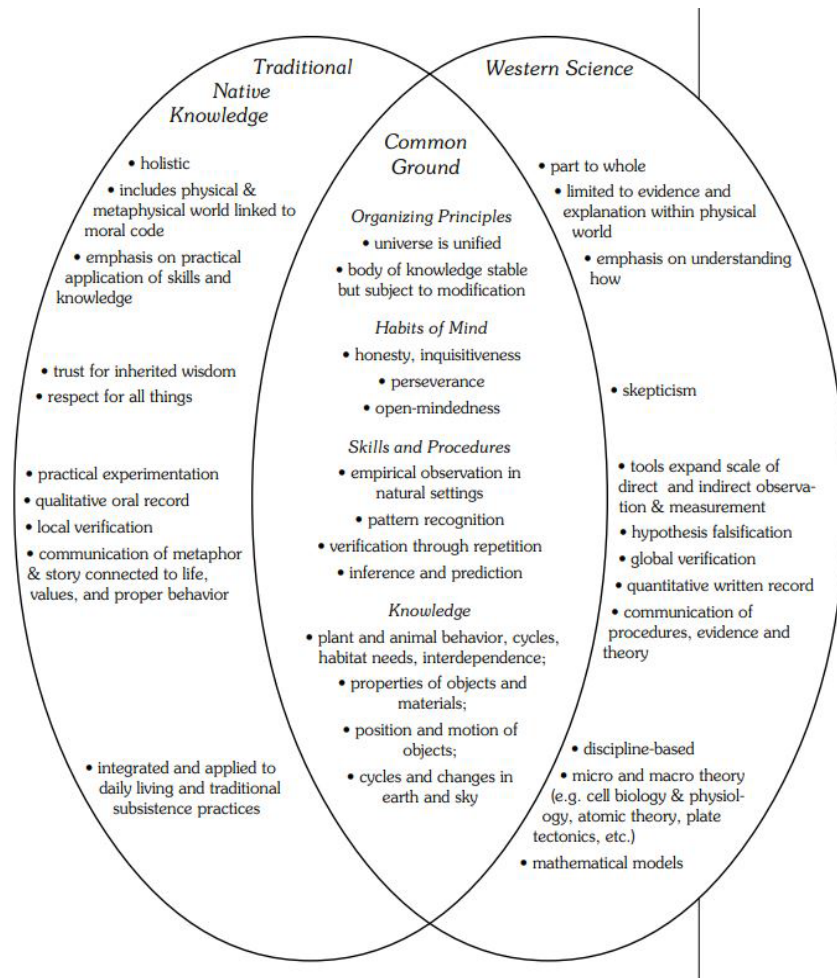 Traditional
Native
Knowledge
• holistic
• includes physical &
metaphysical world linked to
moral code
• emphasis on practical
application of skills and
knowledge
• trust for inherited wisdom
• respect for all things
• practical experimentation
• qualitative oral record
• local verification
• communication of metaphor
& story connected to life,
values, and proper behavior
• integrated and applied to
daily living and traditional
subsistence practices
Common
Ground
Organizing Principles
• universe is unified
• body of knowledge stable
but subject to modification
Habits of Mind
• honesty, inquisitiveness
• perseverance
• open-mindedness
Skills and Procedures
• empirical observation in
natural settings
• pattern recognition
• verification through repetition
• inference and prediction
Knowledge
• plant and animal behavior, cycles,
habitat needs, interdependence;
• properties of objects and
materials;
• position and motion of
objects;
• cycles and changes in
earth and sky
Western Science
• part to whole
• limited to evidence and
explanation within physical
world
• emphasis on understanding
how
• skepticism
• tools expand scale of
direct and indirect observa-
tion & measurement
• hypothesis falsification
• global verification
• quantitative written record
• communication of
procedures, evidence and
theory
• discipline-based
• micro and macro theory
(e.g. cell biology & physiol-
ogy, atomic theory, plate
tectonics, etc.)
• mathematical models